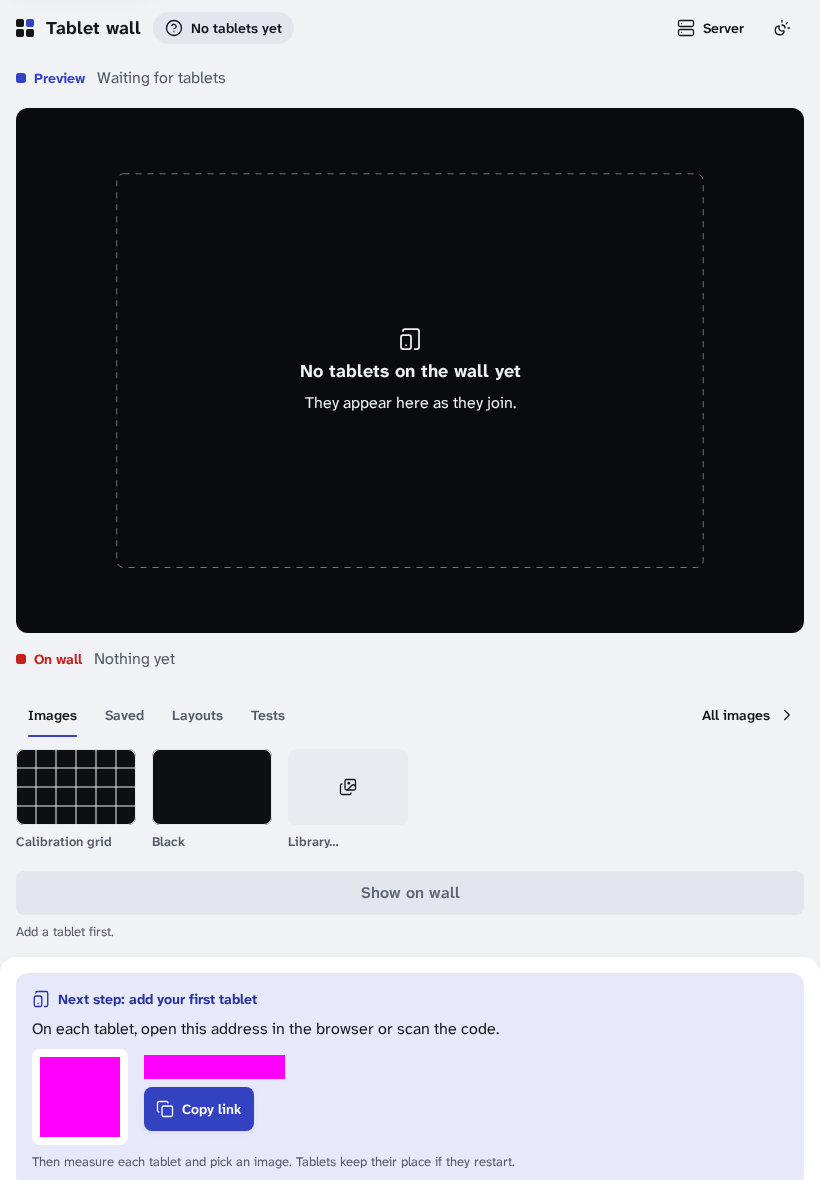 Tablet wall
No tablets yet
Server
Preview
Waiting for tablets
No tablets on the wall yet
They appear here as they join.
On wall
Nothing yet
Images
Saved
Layouts
Tests
All images
Calibration grid
Black
Library...
Show on wall
Add a tablet first.
Next step: add your first tablet
On each tablet, open this address in the browser or scan the code.
Copy link
Then measure each tablet and pick an image. Tablets keep their place if they restart.